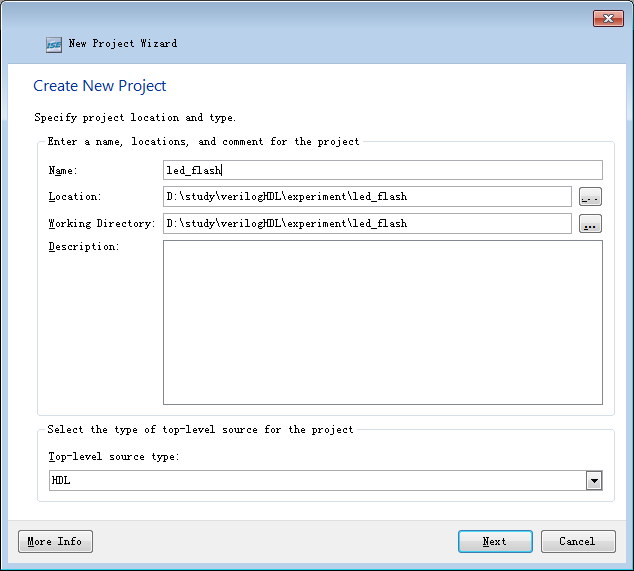 ISE New Project Wizard
Create New Project
Specify project location and type.
Enter a name, locations, and comment for the project
Name: led_flash
Location: D:\study\verilogHDL\experiment\led_flash ...
Working Directory: D:\study\verilogHDL\experiment\led_flash ...
Description:
Select the type of top-level source for the project
Top-level source type:
HDL
More Info Next Cancel